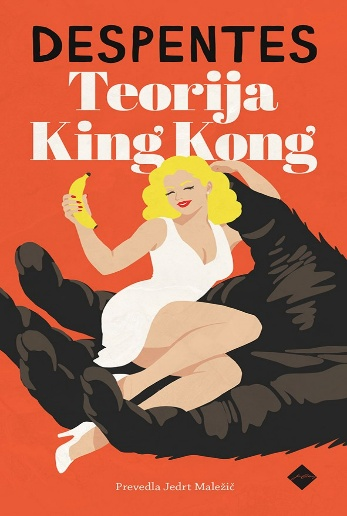 DESPENTES
Teorija
King Kong
Prevedla Jedrt Maležič